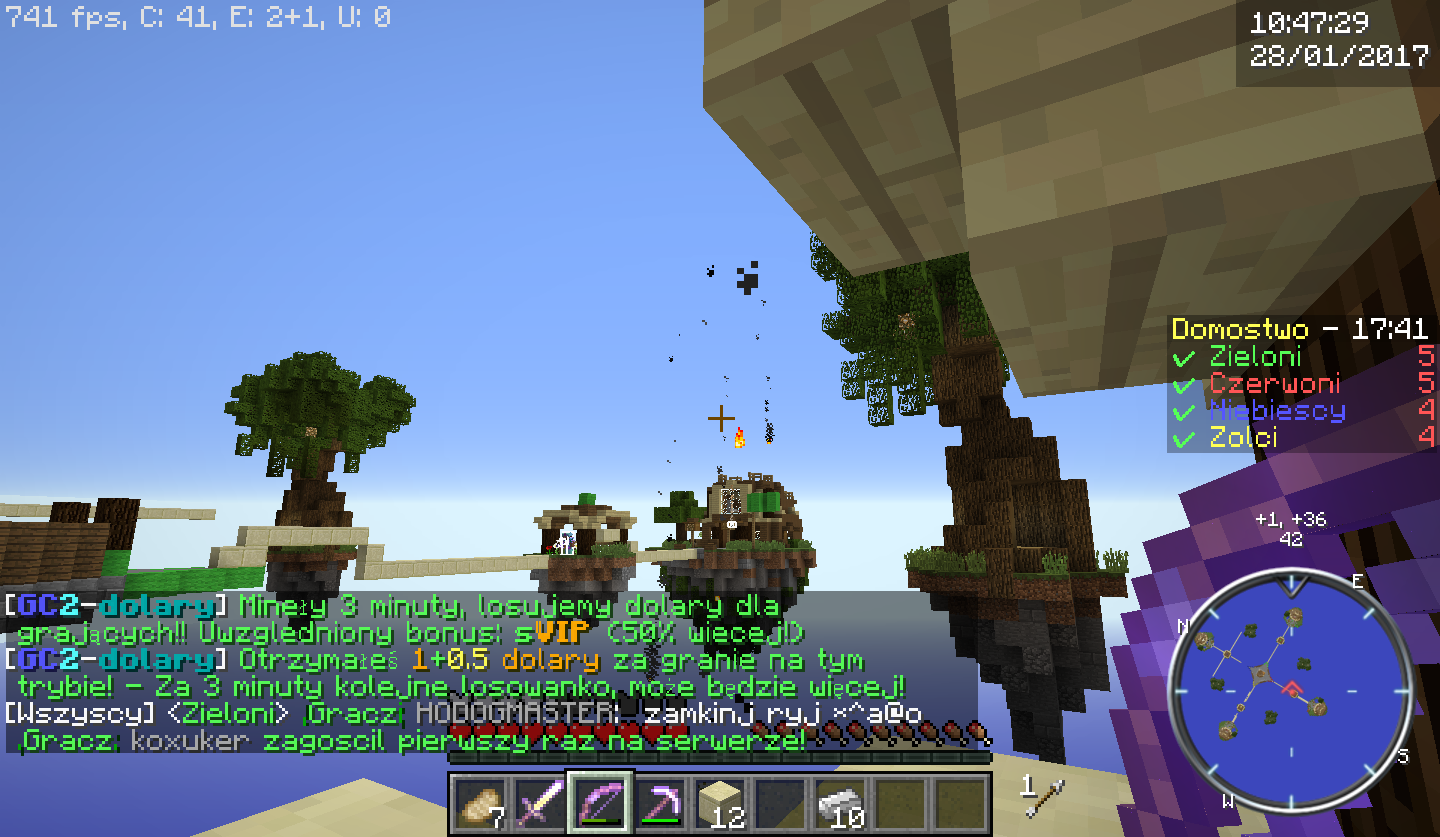 741 fps, C: 41, E: 2+1, U: 0
10:47:29
28/01/2017
Domostwo - 17:41
✓ Zieloni 5
✓ Czerwoni 5
✓ Niebiescy 4
✓ Zolci 4
+1, +36
42
E
N
S
W
[GC2-dolary] Minęły 3 minuty, losujemy dolary dla
grających!! Uwzgledniony bonus: sVIP (50% wiecej!)
[GC2-dolary] Otrzymałeś 1+0.5 dolary za granie na tym
trybie! - Za 3 minuty kolejne losowanko, może będzie więcej!
[Wszyscy] <Zieloni> Gracz HODOGMASTER: zamkinj ryj x^a@o
Gracz koxuker zagoscil pierwszy raz na serwerze!
7
12
10
1